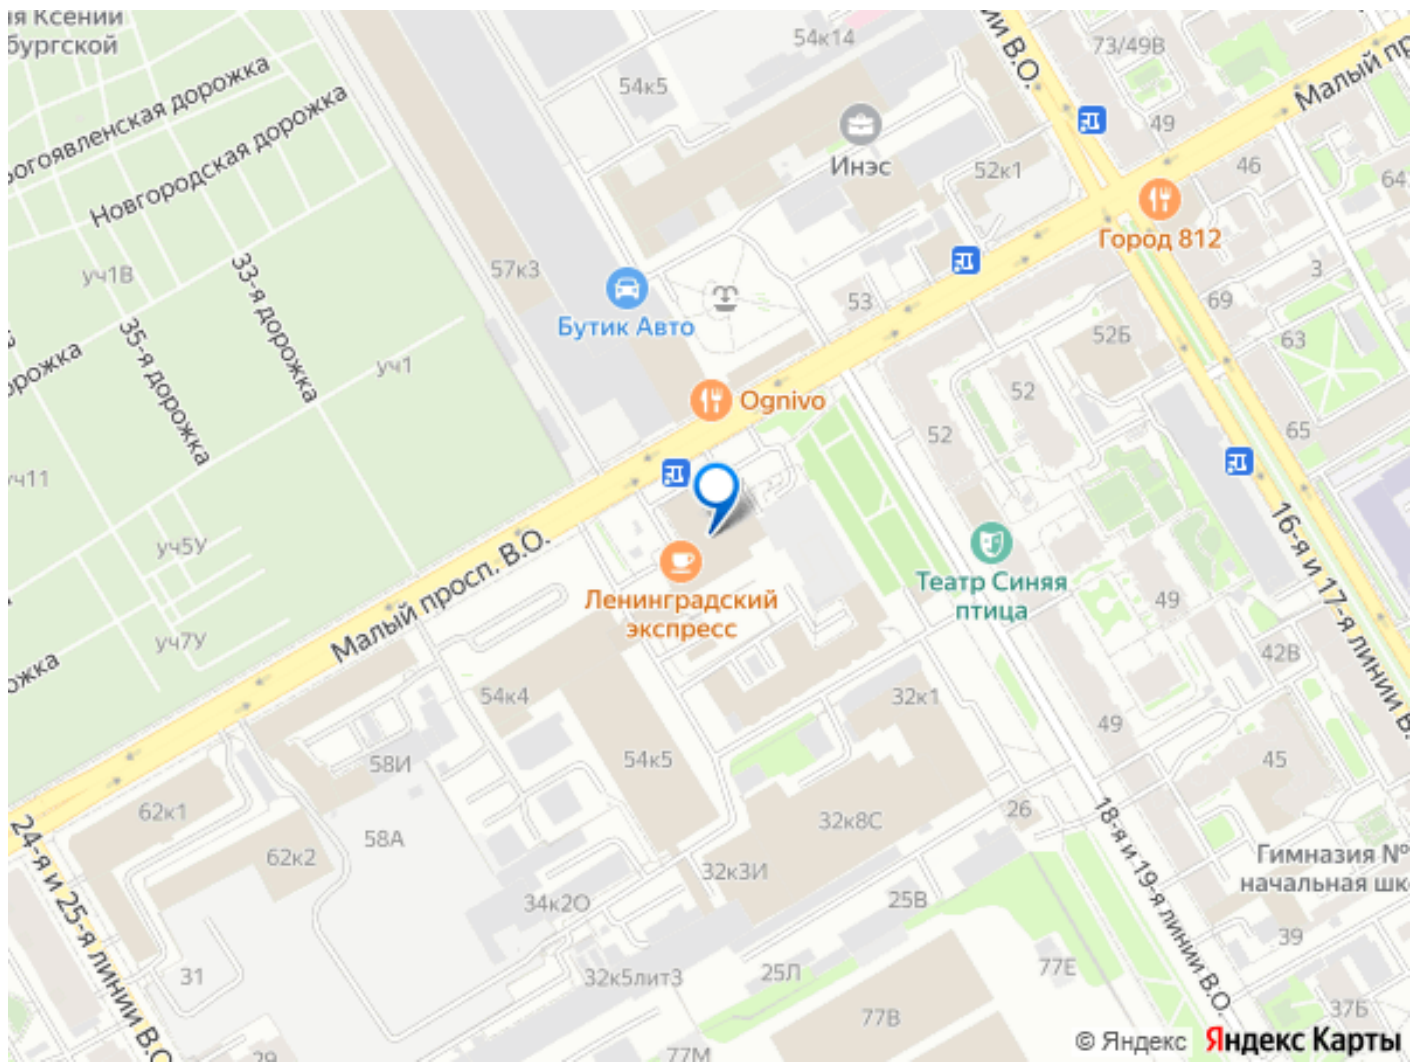 ия Ксении
бургской
54к14
ии В.О.
73/49В
Малый пр
54к5
49
Богоявленская дорожка
Новгородская дорожка
Инэс
52к1
46
64
Город 812
уч1В
33-я дорожка
57к3
Бутик Авто
53
3
69
35-я дорожка
52Б
63
дорожка
уч1
Ognivo
52
52
65
уч11
уч5У
Малый просп. В.О.
16-я и 17-я линии В.
Театр Синяя
птица
49
Ленинградский
экспресс
уч7У
ожка
42В
54к4
32к1
49
58И
54к5
45
62к1
24-я и 25-я линии В.О
58А
32к8С
26
18-я и 19-я линии В.О.
62к2
32к3И
Гимназия №
начальная шк
34к2О
25В
39
31
32к5лит3
25Л
77Е
77В
37Б
29
77М
© Яндекс Яндекс Карты